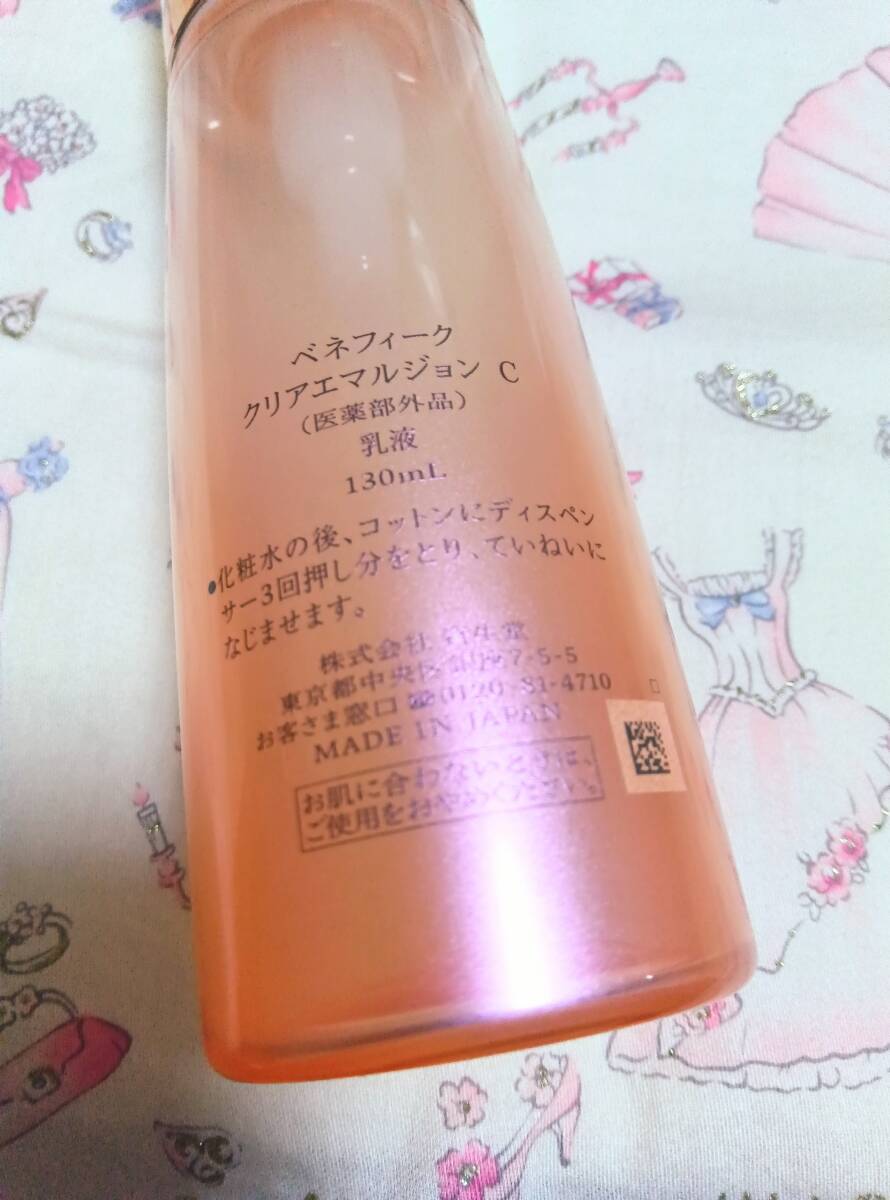 ベネフィーク
クリアエマルジョン C
(医薬部外品)
乳液
130mL
•化粧水の後、コットンにディスペン
サー3回押し分をとり、ていねいに
なじませます。
株式会社 資生堂
東京都中央区銀座7-5-5
お客さま窓口 ☎0120-81-4710
MADE IN JAPAN
お肌に合わないときは、
ご使用をおやめください。